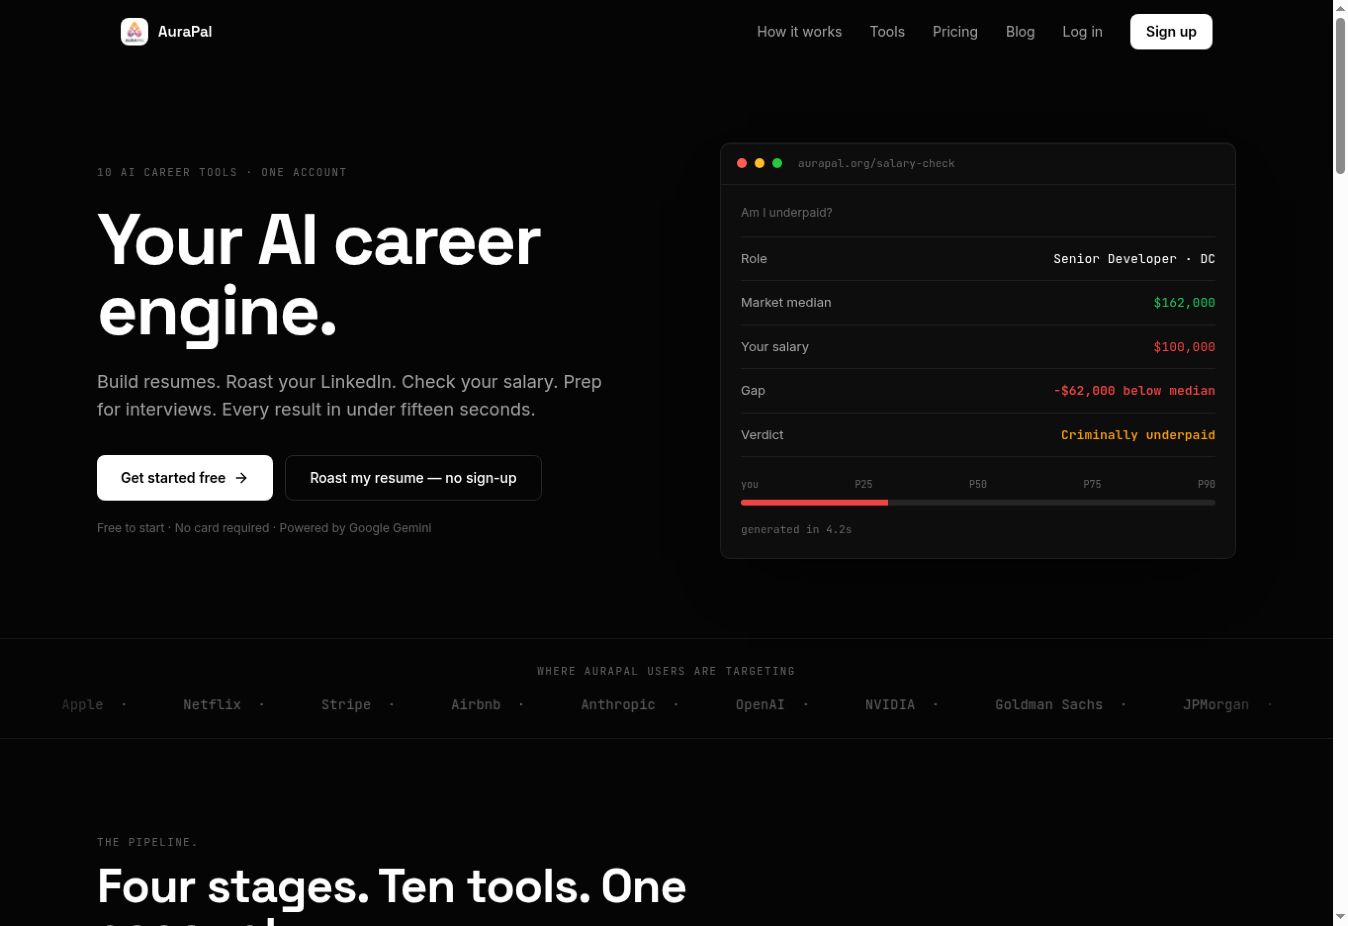 AuraPal
How it works
Tools
Pricing
Blog
Log in
Sign up
10 AI CAREER TOOLS · ONE ACCOUNT
Your AI career
engine.
Build resumes. Roast your LinkedIn. Check your salary. Prep
for interviews. Every result in under fifteen seconds.
Get started free →
Roast my resume — no sign-up
Free to start · No card required · Powered by Google Gemini
aurapal.org/salary-check
Am I underpaid?
Role Senior Developer · DC
Market median $162,000
Your salary $100,000
Gap -$62,000 below median
Verdict Criminally underpaid
you P25 P50 P75 P90
generated in 4.2s
WHERE AURAPAL USERS ARE TARGETING
Apple · Netflix · Stripe · Airbnb · Anthropic · OpenAI · NVIDIA · Goldman Sachs · JPMorgan ·
THE PIPELINE.
Four stages. Ten tools. One